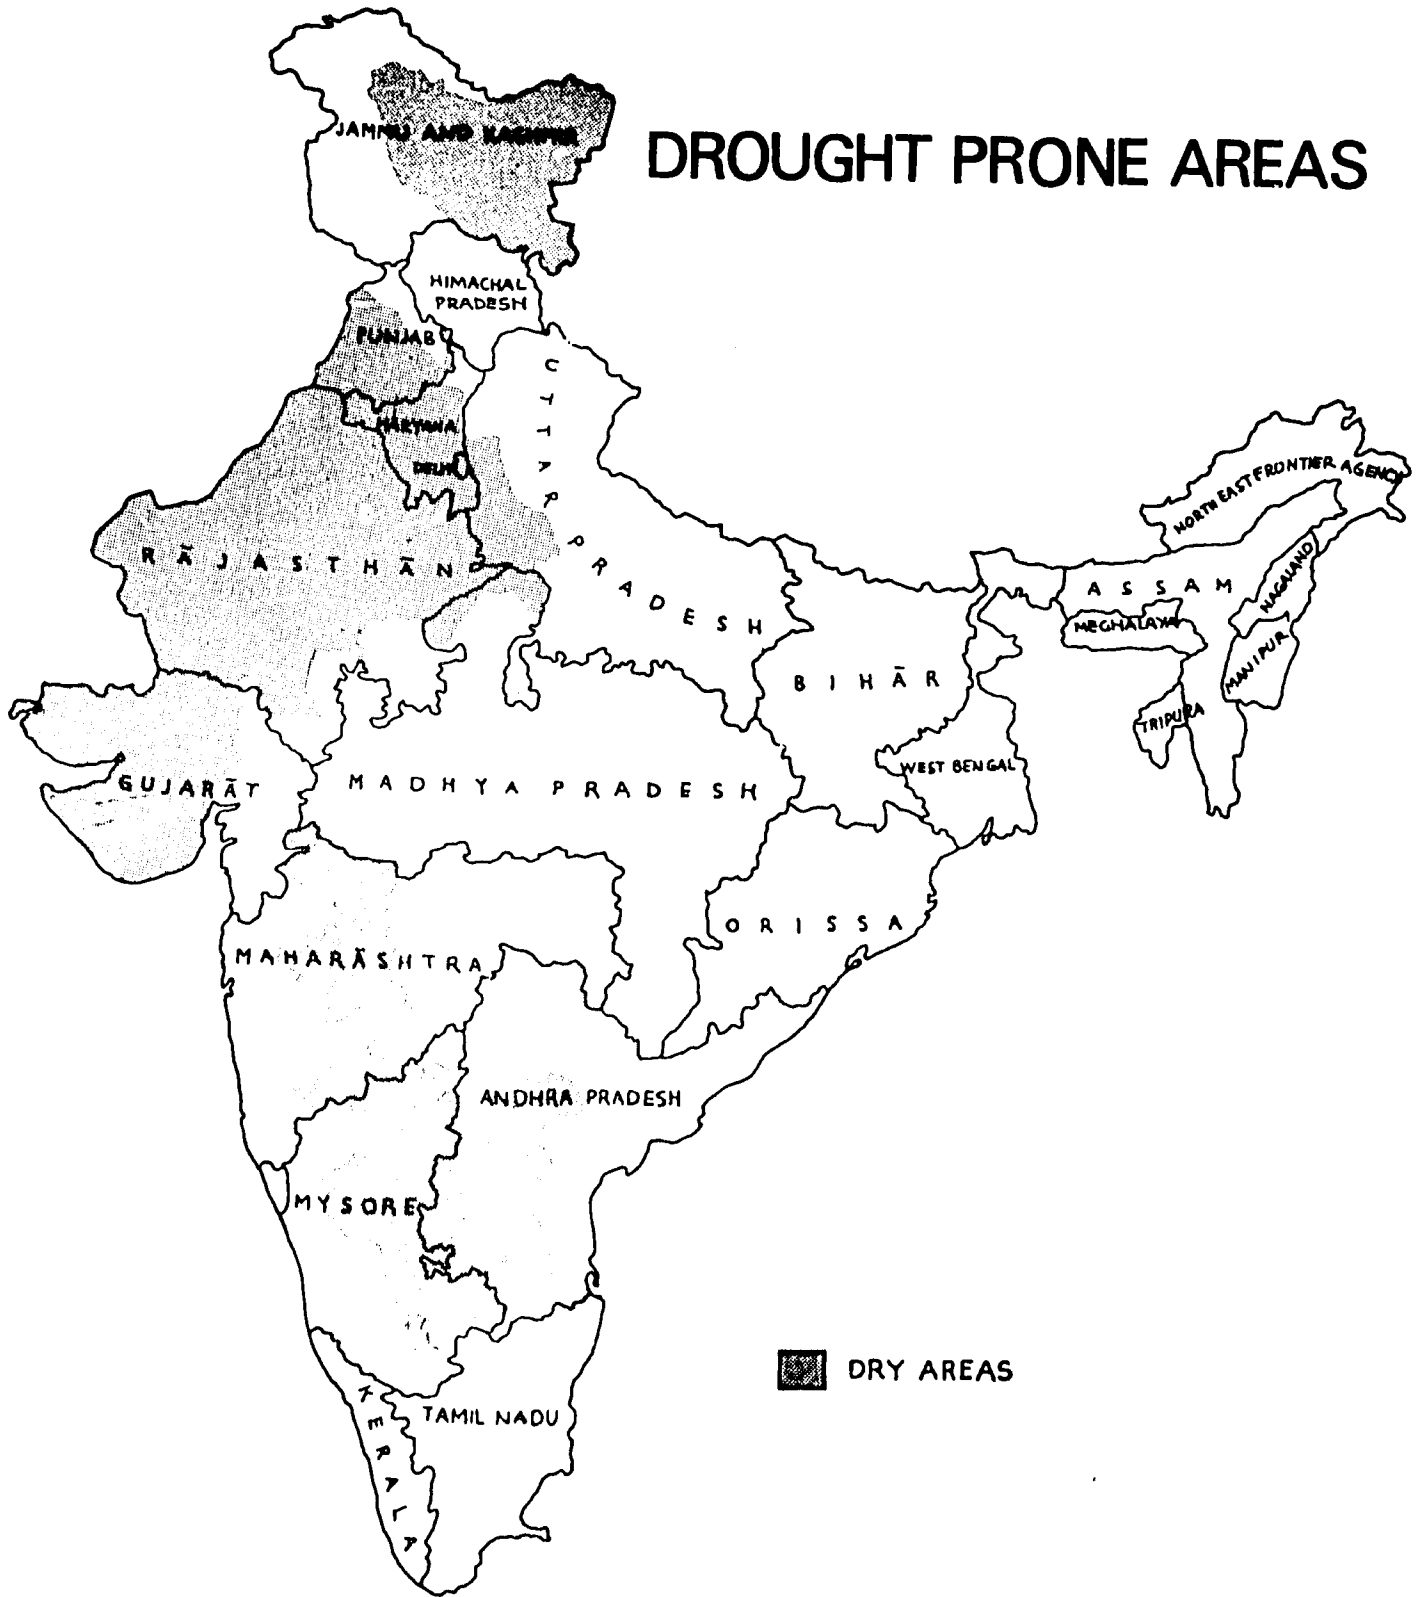 DROUGHT PRONE AREAS
JAMMU AND KASHMIR
HIMACHAL
PRADESH
PUNJAB
HARYANA
DELHI
UTTAR PRADESH
RĀJASTHĀN
NORTH EAST FRONTIER AGENCY
ASSAM
NAGALAND
MEGHALAYA
MANIPUR
TRIPURA
BIHĀR
WEST BENGAL
GUJARĀT
MADHYA PRADESH
ORISSA
MAHARĀSHTRA
ANDHRA PRADESH
MYSORE
DRY AREAS
KERALA
TAMIL NADU